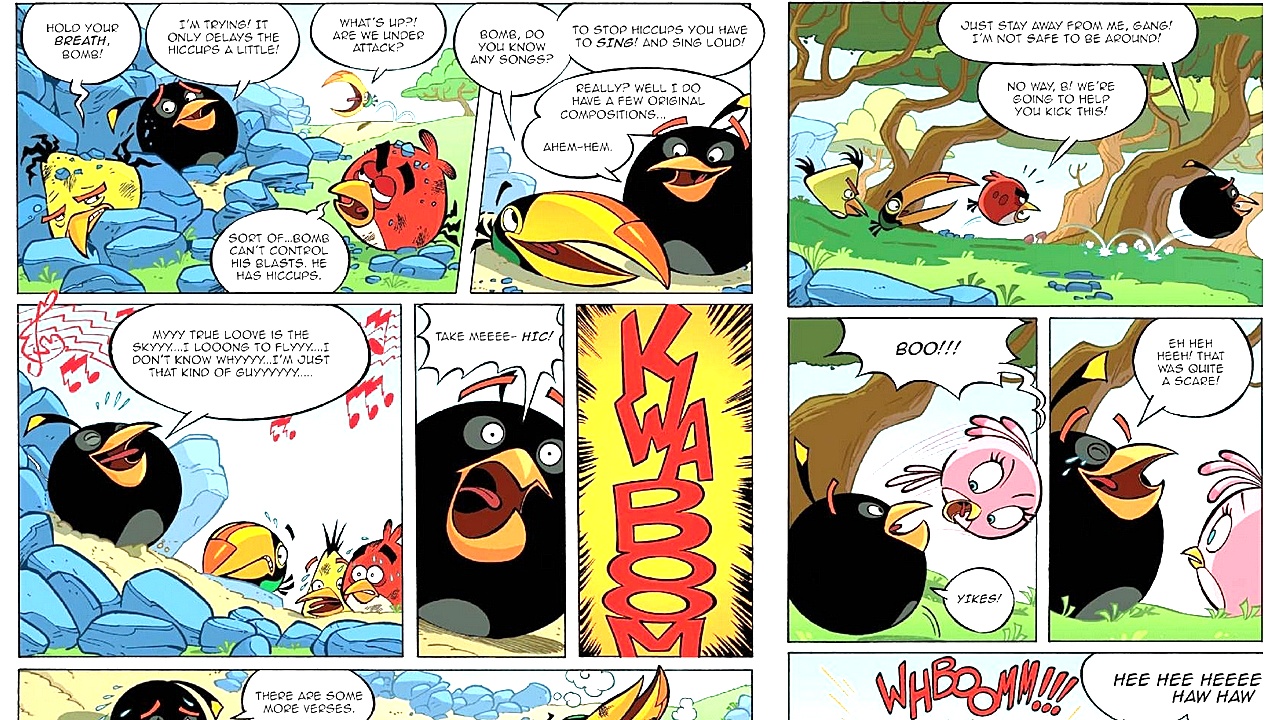 HOLD YOUR
BREATH,
BOMB!
I'M TRYING! IT
ONLY DELAYS THE
HICCUPS A LITTLE!
WHAT'S UP?!
ARE WE UNDER
ATTACK?
SORT OF...BOMB
CAN'T CONTROL
HIS BLASTS. HE
HAS HICCUPS.
BOMB, DO
YOU KNOW
ANY SONGS?
TO STOP HICCUPS YOU HAVE
TO SING! AND SING LOUD!
REALLY? WELL I DO
HAVE A FEW ORIGINAL
COMPOSITIONS...
AHEM-HEM.
MYYY TRUE LOOVE IS THE
SKYYY...I LOOONG TO FLYYY...I
DON'T KNOW WHYYYY...I'M JUST
THAT KIND OF GUYYYYYY.....
TAKE MEEEE- HIC!
KWABOOM
THERE ARE SOME
MORE VERSES.
JUST STAY AWAY FROM ME, GANG!
I'M NOT SAFE TO BE AROUND!
NO WAY, B! WE'RE
GOING TO HELP
YOU KICK THIS!
BOO!!!
YIKES!
EH HEH
HEEH! THAT
WAS QUITE
A SCARE!
WHBOOMM!!!
HEE HEE HEEEE
HAW HAW